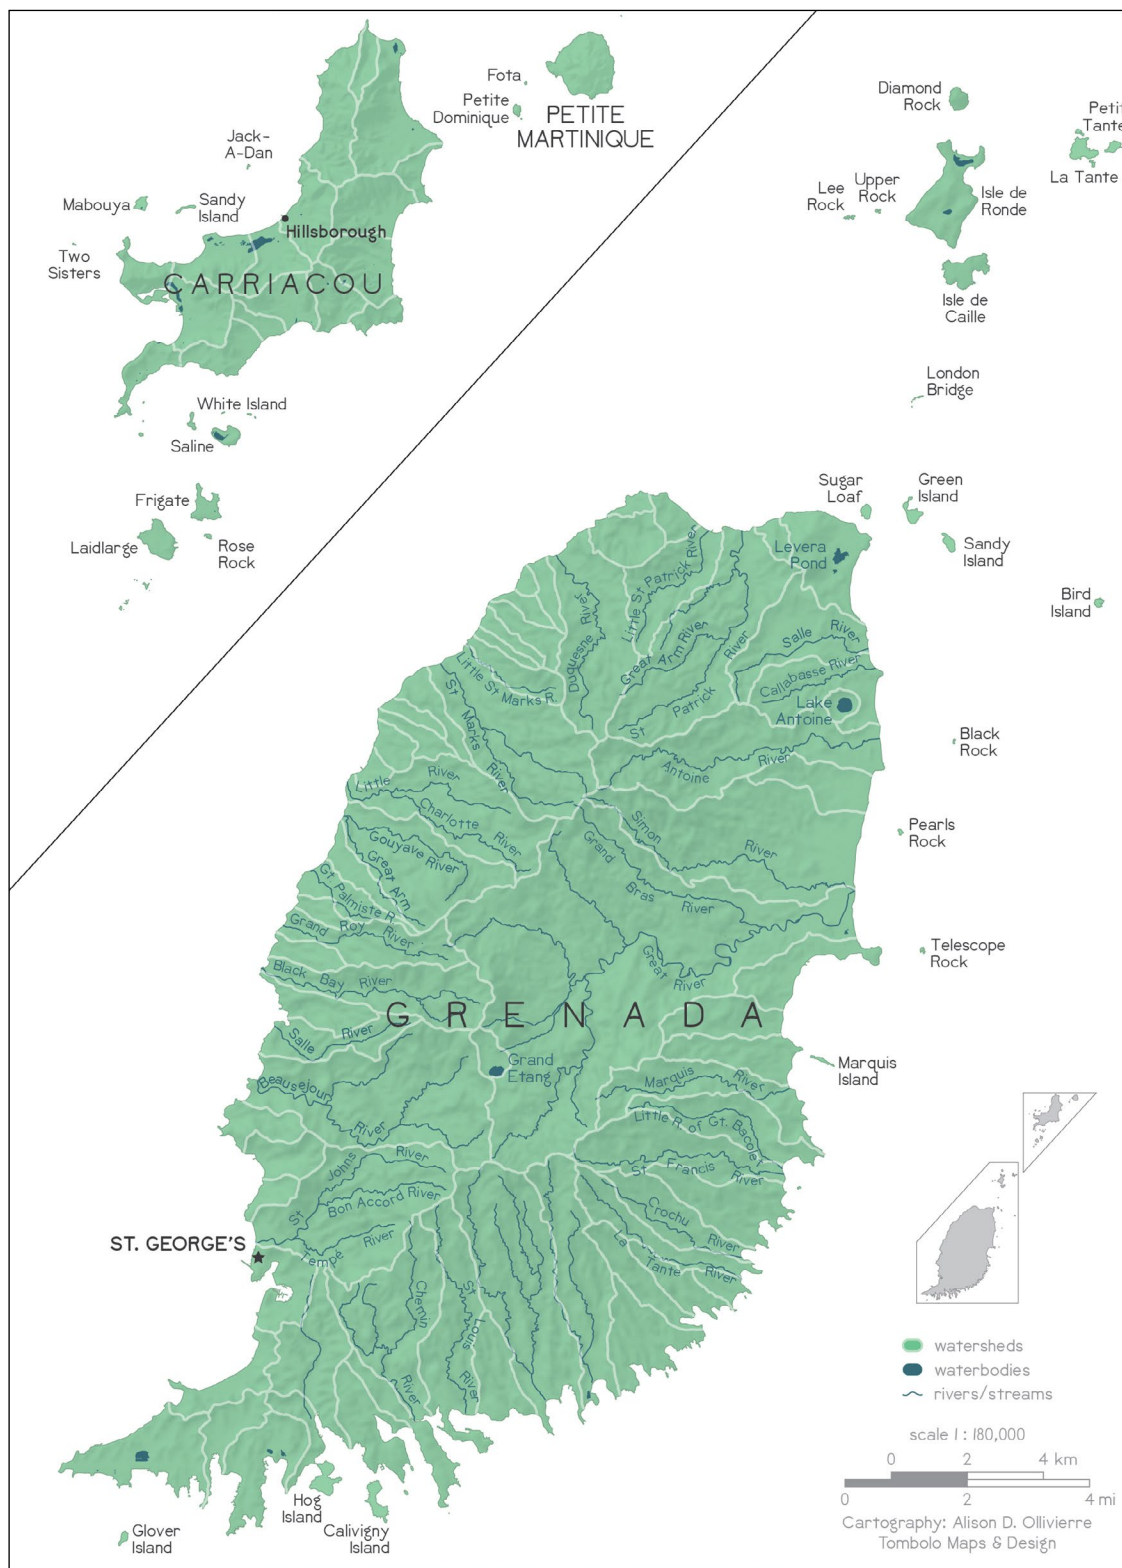 Fota
Petite
Dominique
PETITE
MARTINIQUE
Jack-
A-Dan
Mabouya
Sandy
Island
Hillsborough
Two
Sisters
CARRIACOU
White Island
Saline
Frigate
Laidlarge
Rose
Rock
Diamond
Rock
Petit
Tante
La Tante
Lee
Rock
Upper
Rock
Isle de
Ronde
Isle de
Caille
London
Bridge
Sugar
Loaf
Green
Island
Sandy
Island
Bird
Island
Levera
Pond
Little St Patrick River
Duquesne River
Great Arm River
St Patrick River
Salle River
Callabasse River
Lake
Antoine
Little St Marks R.
St Marks River
Antoine River
Black
Rock
Little River
Charlotte River
Simon River
Pearls
Rock
Gouyave River
Great Arm
Gt. Palmiste R.
Grand Bras River
Grand Roy River
Great River
Telescope
Rock
Black Bay River
GRENADA
Salle River
Grand
Etang
Marquis
Island
Beausejour River
Marquis River
Little R. of Gt. Bacolet
St Johns River
St Francis River
Bon Accord River
Crochu River
ST. GEORGE'S
Tempe River
La Tante River
Chemin River
St Louis River
Hog
Island
Calivigny
Island
Glover
Island
watersheds
waterbodies
rivers/streams
scale 1 : 180,000
0 2 4 km
0 2 4 mi
Cartography: Alison D. Ollivierre
Tombolo Maps & Design